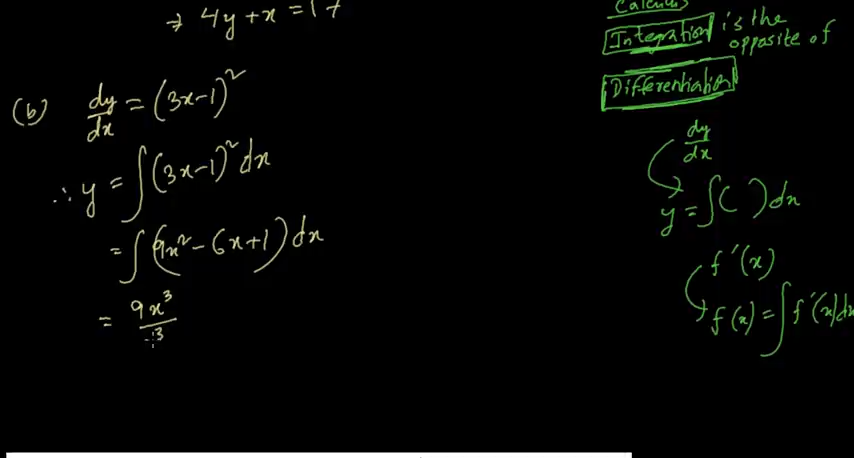 ⇒ 4y + x = 17
(b) dy/dx = (3x-1)²
∴ y = ∫(3x-1)² dx
= ∫(9x² - 6x + 1) dx
= 9x³/3
Calculus
Integration is the
opposite of
Differentiation
dy/dx
y = ∫( ) dx
f'(x)
f(x) = ∫ f'(x) dx